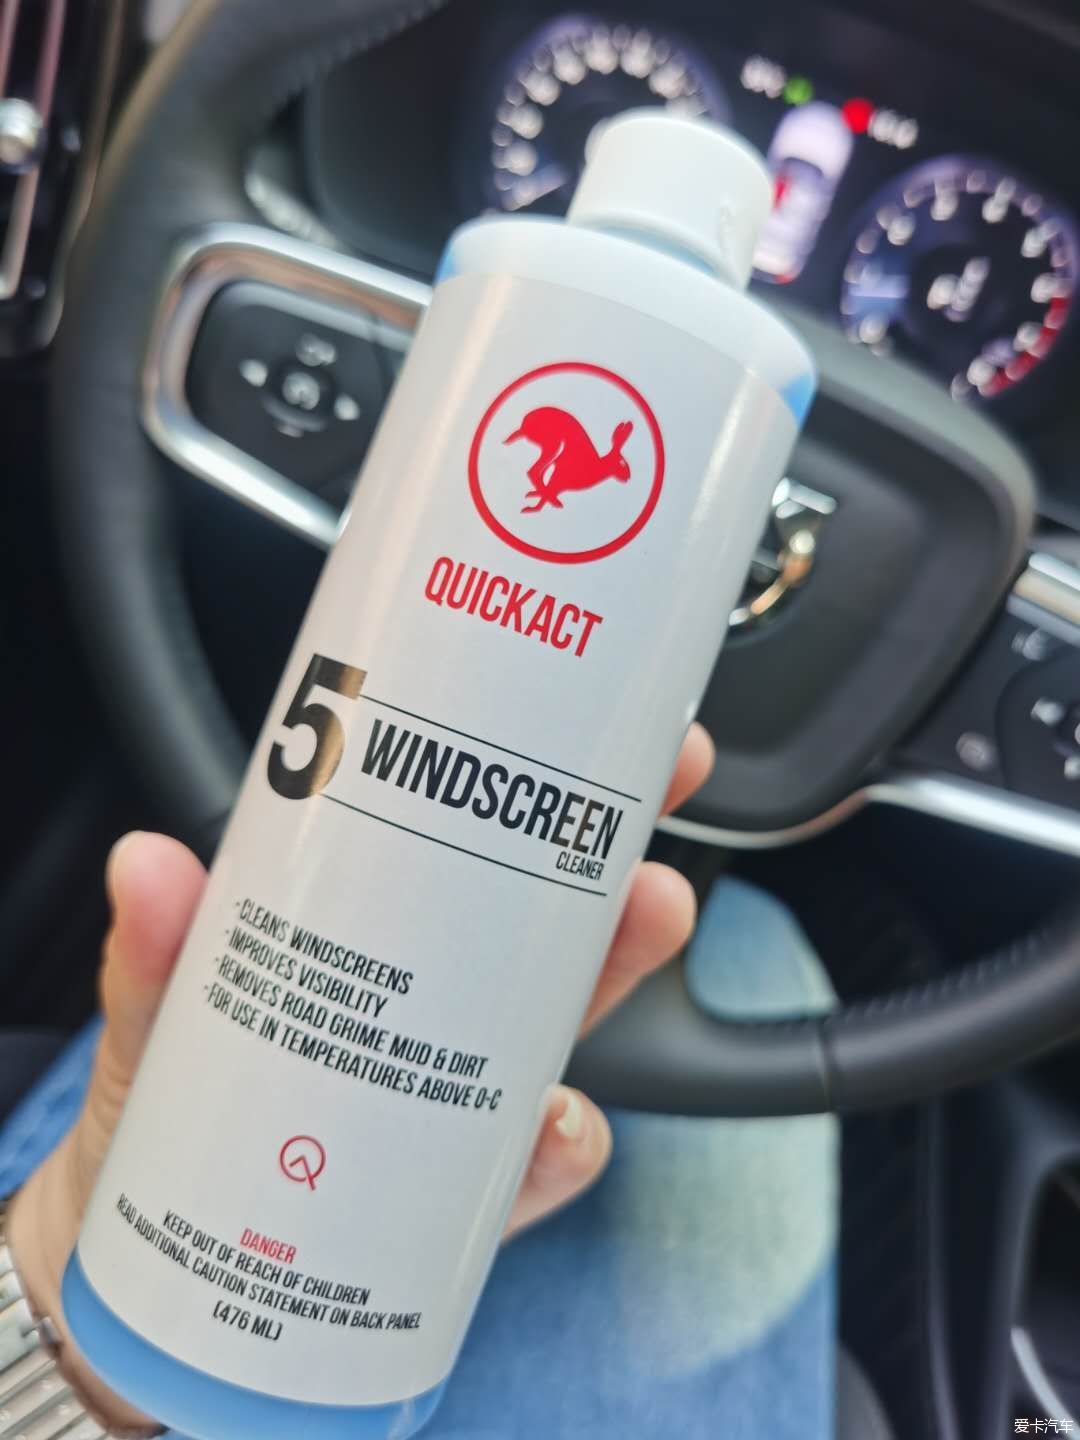 QUICKACT
5 WINDSCREEN
CLEANER
- CLEANS WINDSCREENS
- IMPROVES VISIBILITY
- REMOVES ROAD GRIME MUD & DIRT
- FOR USE IN TEMPERATURES ABOVE 0-C
DANGER
KEEP OUT OF REACH OF CHILDREN
READ ADDITIONAL CAUTION STATEMENT ON BACK PANEL
(476 ML)
爱卡汽车